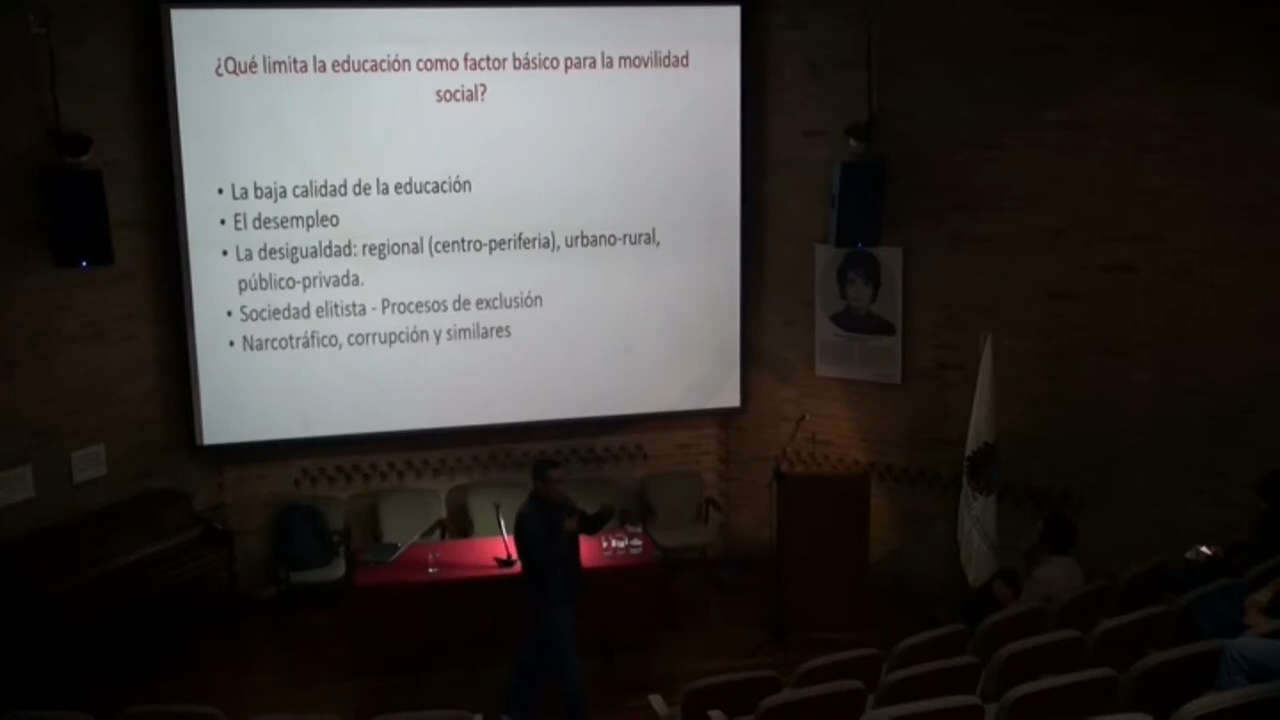 ¿Qué limita la educación como factor básico para la movilidad
social?
• La baja calidad de la educación
• El desempleo
• La desigualdad: regional (centro-periferia), urbano-rural,
público-privada.
• Sociedad elitista - Procesos de exclusión
• Narcotráfico, corrupción y similares